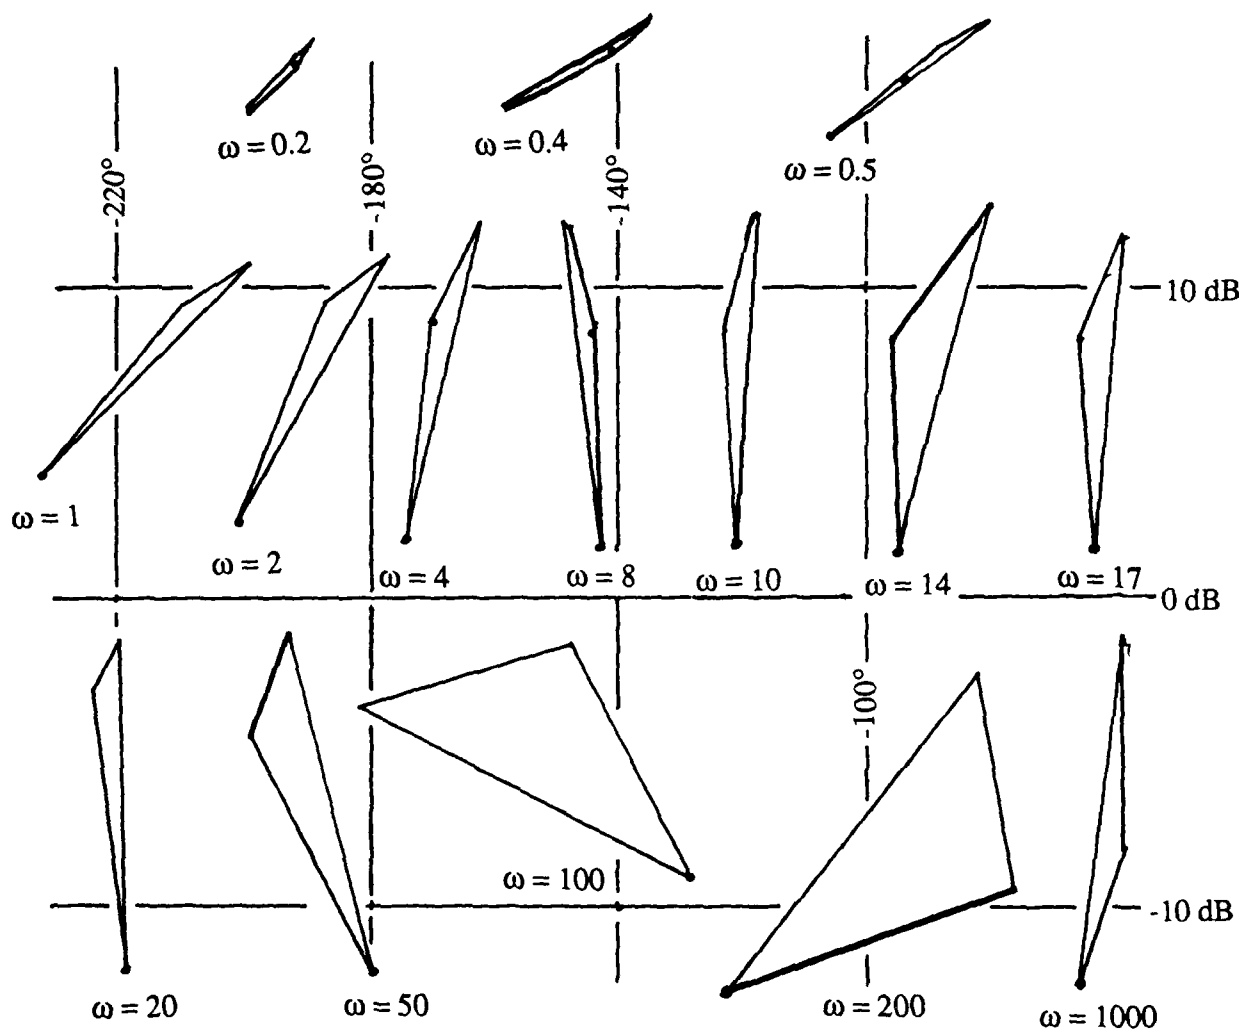 ω = 0.2
ω = 0.4
ω = 0.5
-220°
-180°
-140°
10 dB
ω = 1
ω = 2
ω = 4
ω = 8
ω = 10
ω = 14
ω = 17
0 dB
-100°
ω = 100
-10 dB
ω = 20
ω = 50
ω = 200
ω = 1000